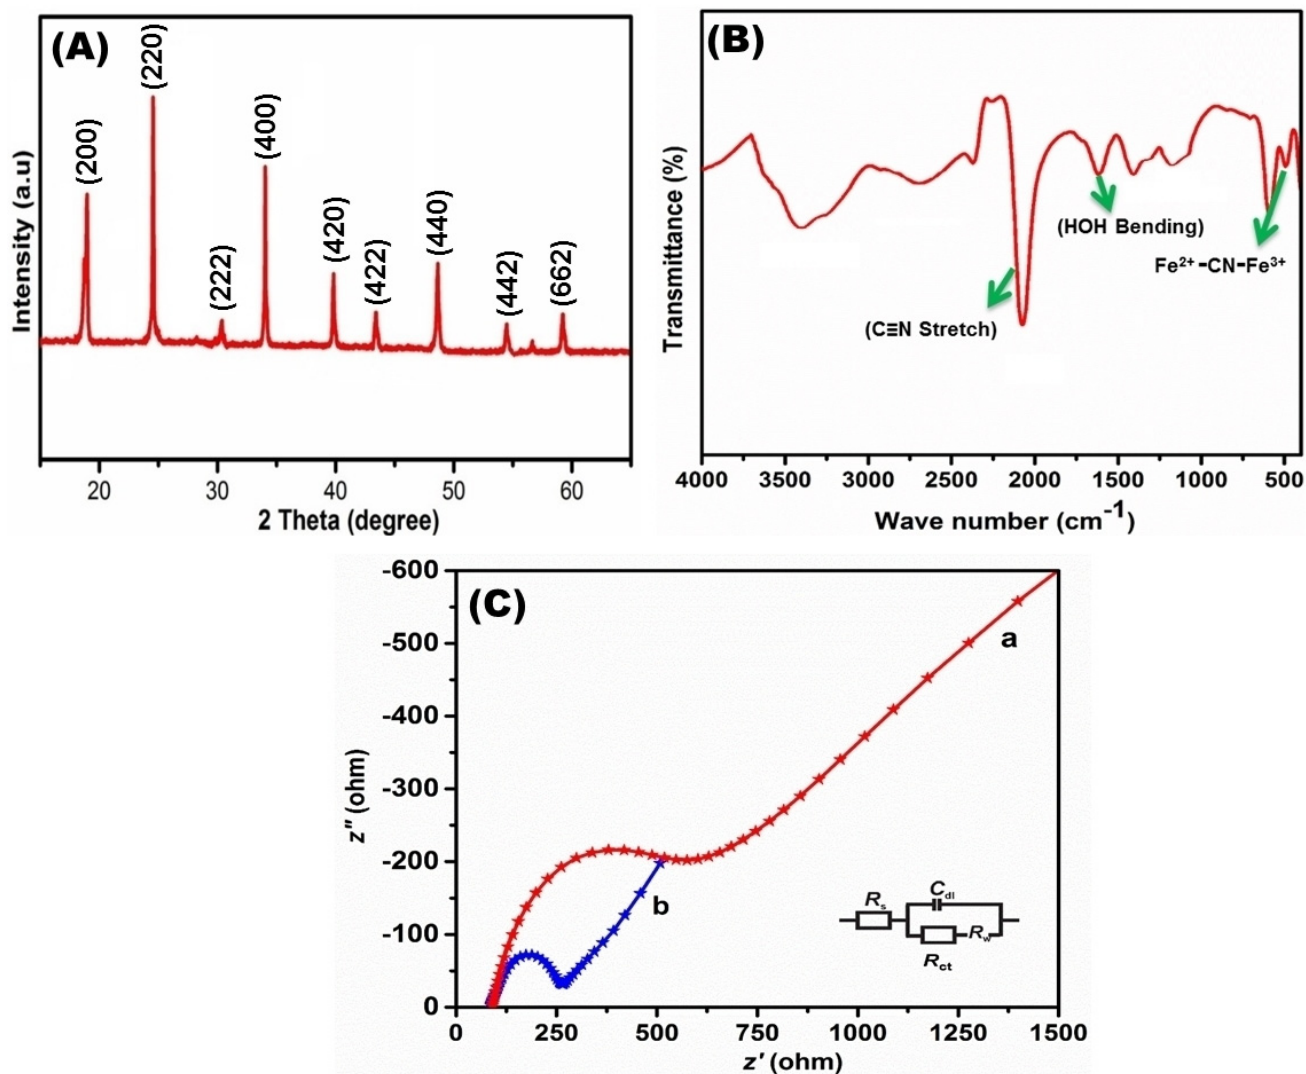 (A)
(200)
(220)
(222)
(400)
(420)
(422)
(440)
(442)
(662)
Intensity (a.u)
20 30 40 50 60
2 Theta (degree)
(B)
Transmittance (%)
(C≡N Stretch)
(HOH Bending)
Fe²⁺-CN-Fe³⁺
4000 3500 3000 2500 2000 1500 1000 500
Wave number (cm⁻¹)
(C)
-600
-500
-400
-300
-200
-100
0
z″ (ohm)
a
b
Rs
Cdl
Rw
Rct
0 250 500 750 1000 1250 1500
z′ (ohm)